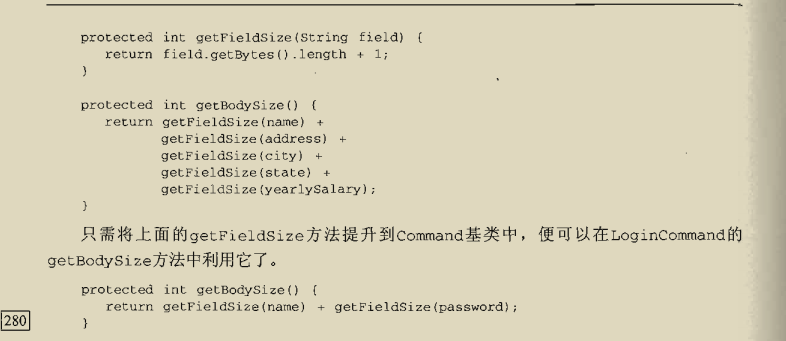 protected int getFieldSize(String field) {
return field.getBytes().length + 1;
}
protected int getBodySize() {
return getFieldSize(name) +
getFieldSize(address) +
getFieldSize(city) +
getFieldSize(state) +
getFieldSize(yearlySalary);
}
只需将上面的getFieldSize方法提升到Command基类中，便可以在LoginCommand的
getBodySize方法中利用它了。
protected int getBodySize() {
return getFieldSize(name) + getFieldSize(password);
280 }